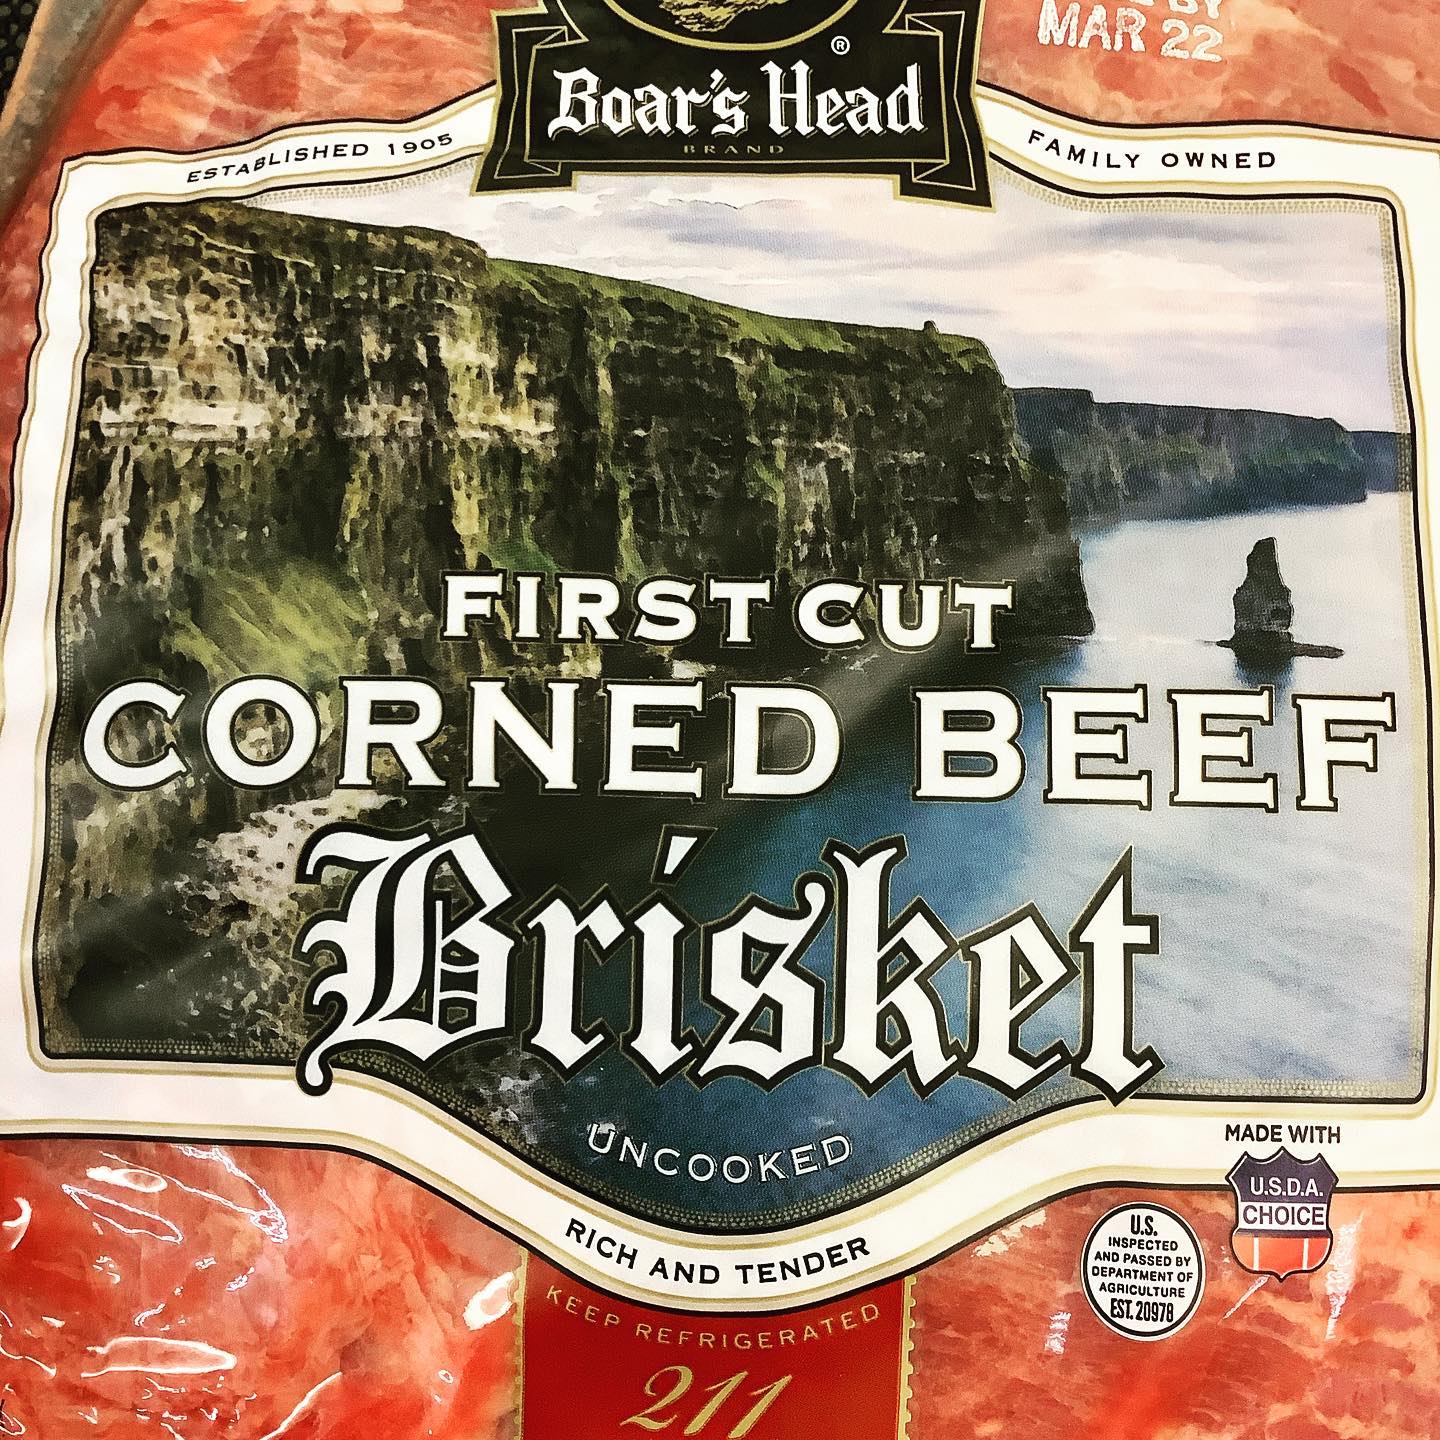 BY
MAR 22
Boar's Head®
BRAND
ESTABLISHED 1905
FAMILY OWNED
FIRST CUT
CORNED BEEF
Brisket
UNCOOKED
RICH AND TENDER
KEEP REFRIGERATED
211
MADE WITH
U.S.D.A.
CHOICE
U.S.
INSPECTED
AND PASSED BY
DEPARTMENT OF
AGRICULTURE
EST. 20978